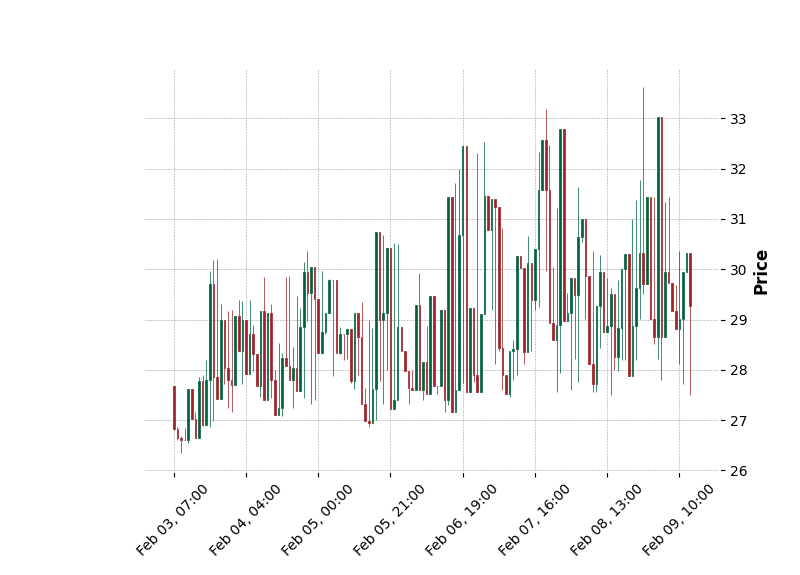 33
32
31
30
29
28
27
26
Price
Feb 03, 07:00
Feb 04, 04:00
Feb 05, 00:00
Feb 05, 21:00
Feb 06, 19:00
Feb 07, 16:00
Feb 08, 13:00
Feb 09, 10:00